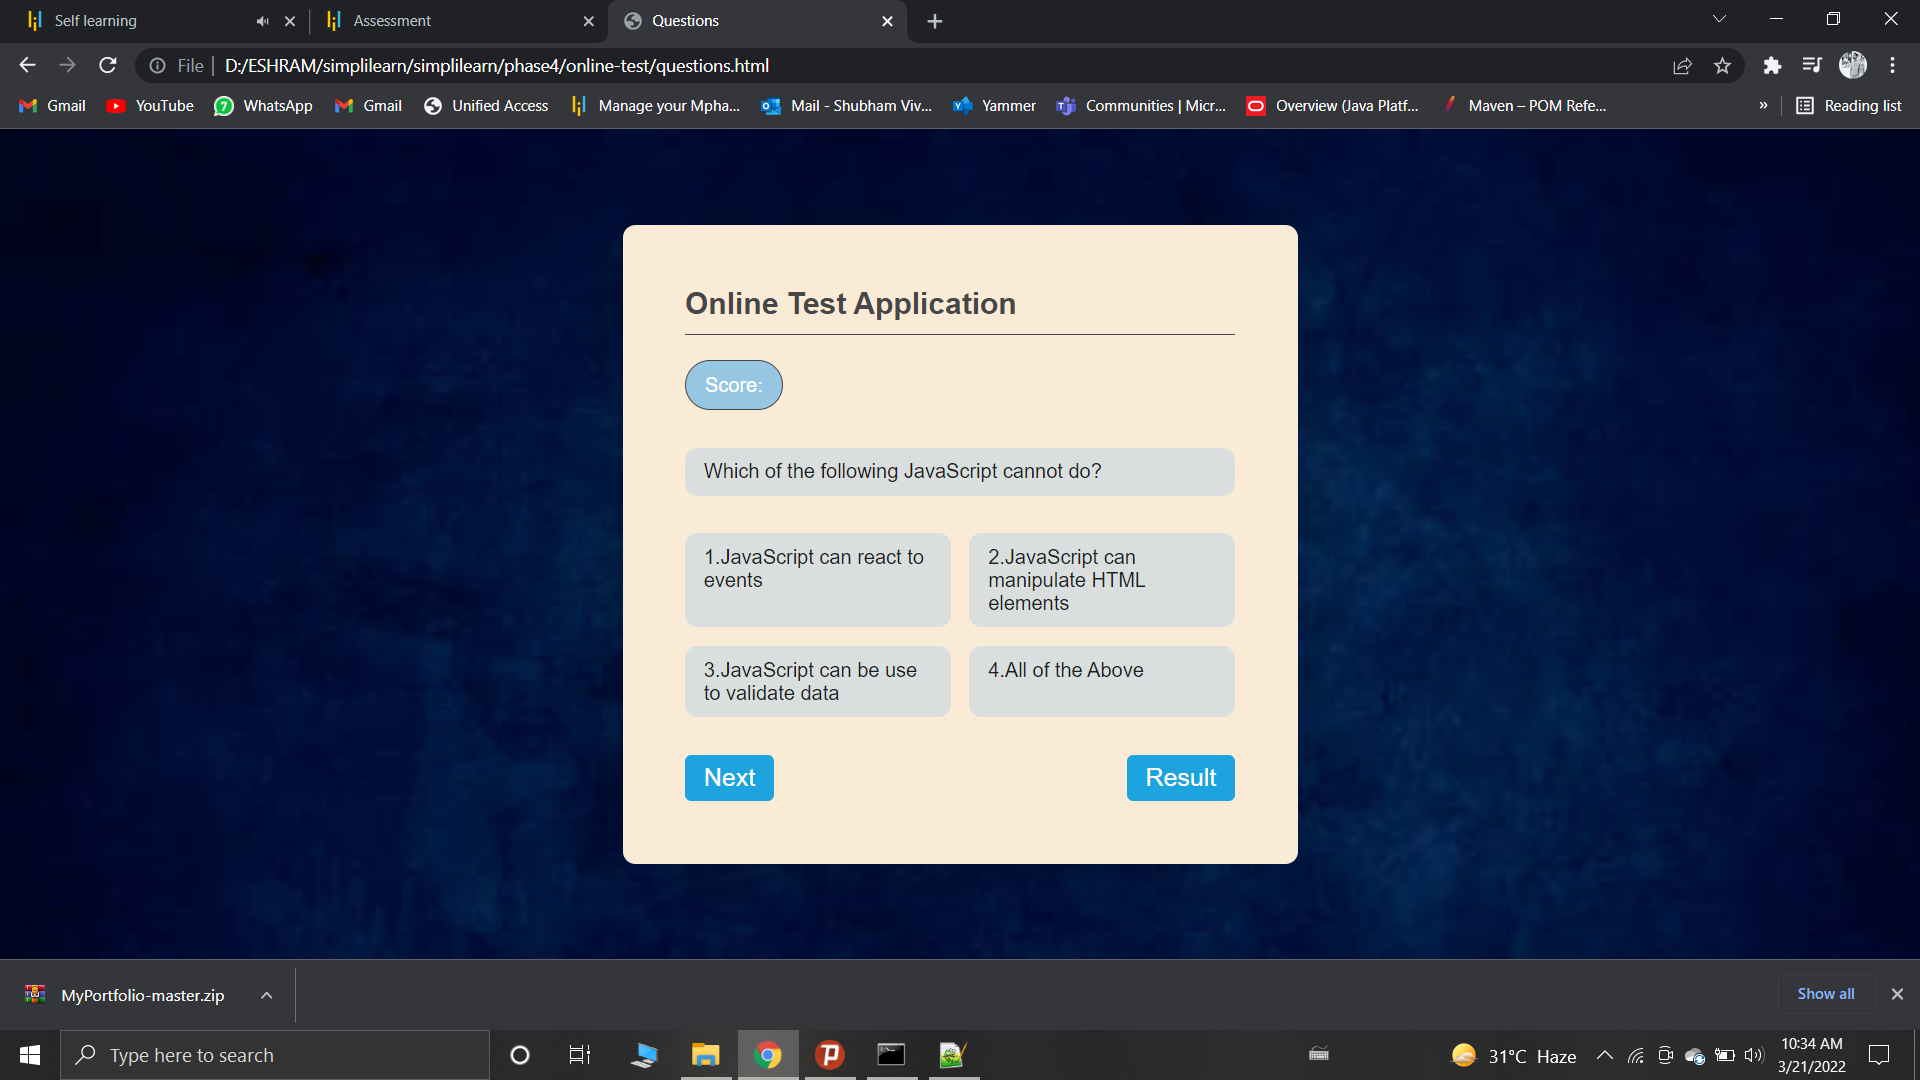 Self learning
Assessment
Questions
File
D:/ESHRAM/simplilearn/simplilearn/phase4/online-test/questions.html
Gmail
YouTube
7
WhatsApp
Gmail
Unified Access
Manage your Mpha...
Mail - Shubham Viv...
Yammer
Communities | Micr...
Overview (Java Platf...
Maven – POM Refe...
»
Reading list
Online Test Application
Score:
Which of the following JavaScript cannot do?
1.JavaScript can react to
events
2.JavaScript can
manipulate HTML
elements
3.JavaScript can be use
to validate data
4.All of the Above
Next
Result
MyPortfolio-master.zip
Show all
Type here to search
31°C Haze
10:34 AM
3/21/2022